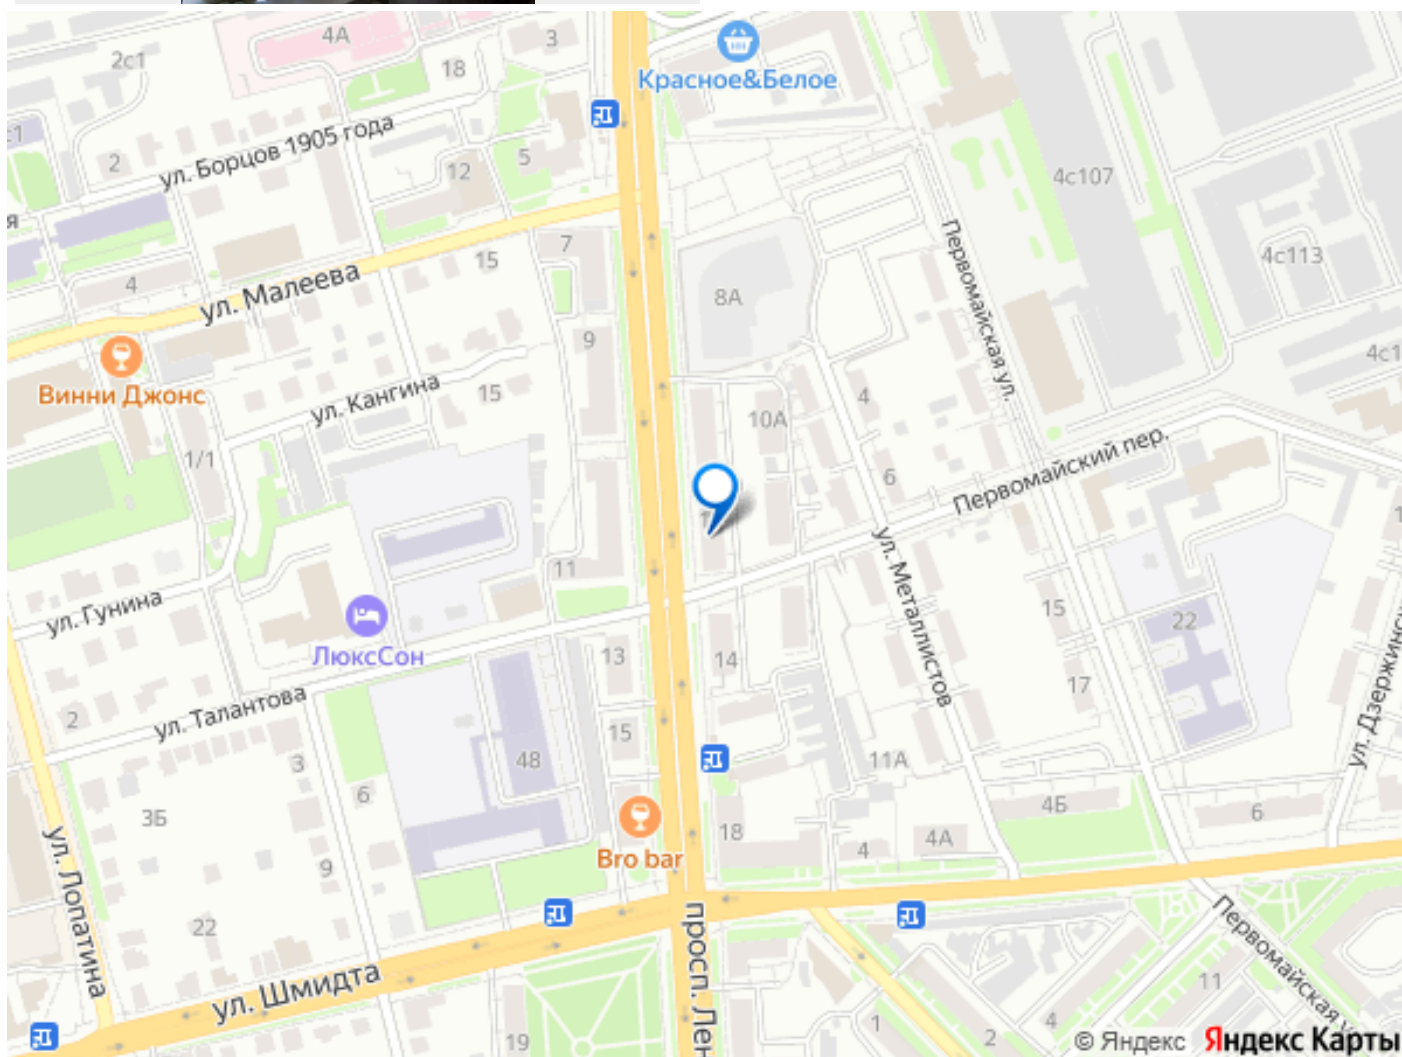 4А
3
2с1
18
Красное&Белое
ул. Борцов 1905 года
2
12
5
4с107
я
7
15
4с113
4
ул. Малеева
8А
Первомайская ул.
9
4с1
Винни Джонс
ул. Кангина
15
4
10А
1/1
6
Первомайский пер.
ул. Металлистов
11
ул. Гунина
15
22
ЛюксСон
13
14
17
ул. Талантова
2
15
48
3
11А
6
3Б
4Б
6
18
4А
4
Bro bar
9
ул. Лопатина
22
просп. Лен
Первомайская у
ул. Шмидта
11
19
1
2
4
© Яндекс Яндекс Карты